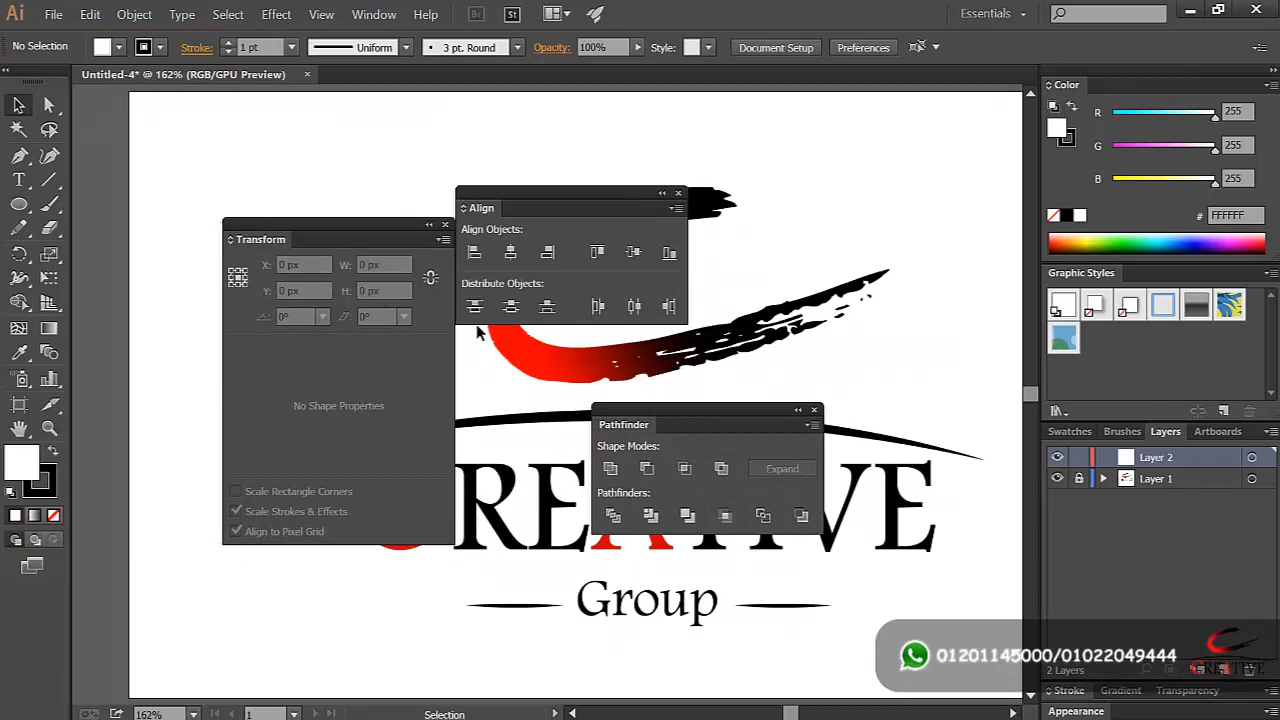 Ai File Edit Object Type Select Effect View Window Help Br St Essentials
No Selection Stroke: 1 pt Uniform 3 pt. Round Opacity: 100% Style: Document Setup Preferences
Untitled-4* @ 162% (RGB/GPU Preview)
Color
R 255
G 255
B 255
# FFFFFF
Graphic Styles
Swatches Brushes Layers Artboards
Layer 2
Layer 1
2 Layers
Stroke Gradient Transparency
Appearance
Align
Align Objects:
Distribute Objects:
Transform
X: 0 px W: 0 px
Y: 0 px H: 0 px
0° 0°
No Shape Properties
Scale Rectangle Corners
Scale Strokes & Effects
Align to Pixel Grid
Pathfinder
Shape Modes:
Expand
Pathfinders:
CREATIVE
Group
01201145000/01022049444
CREATIVE
162% 1 Selection